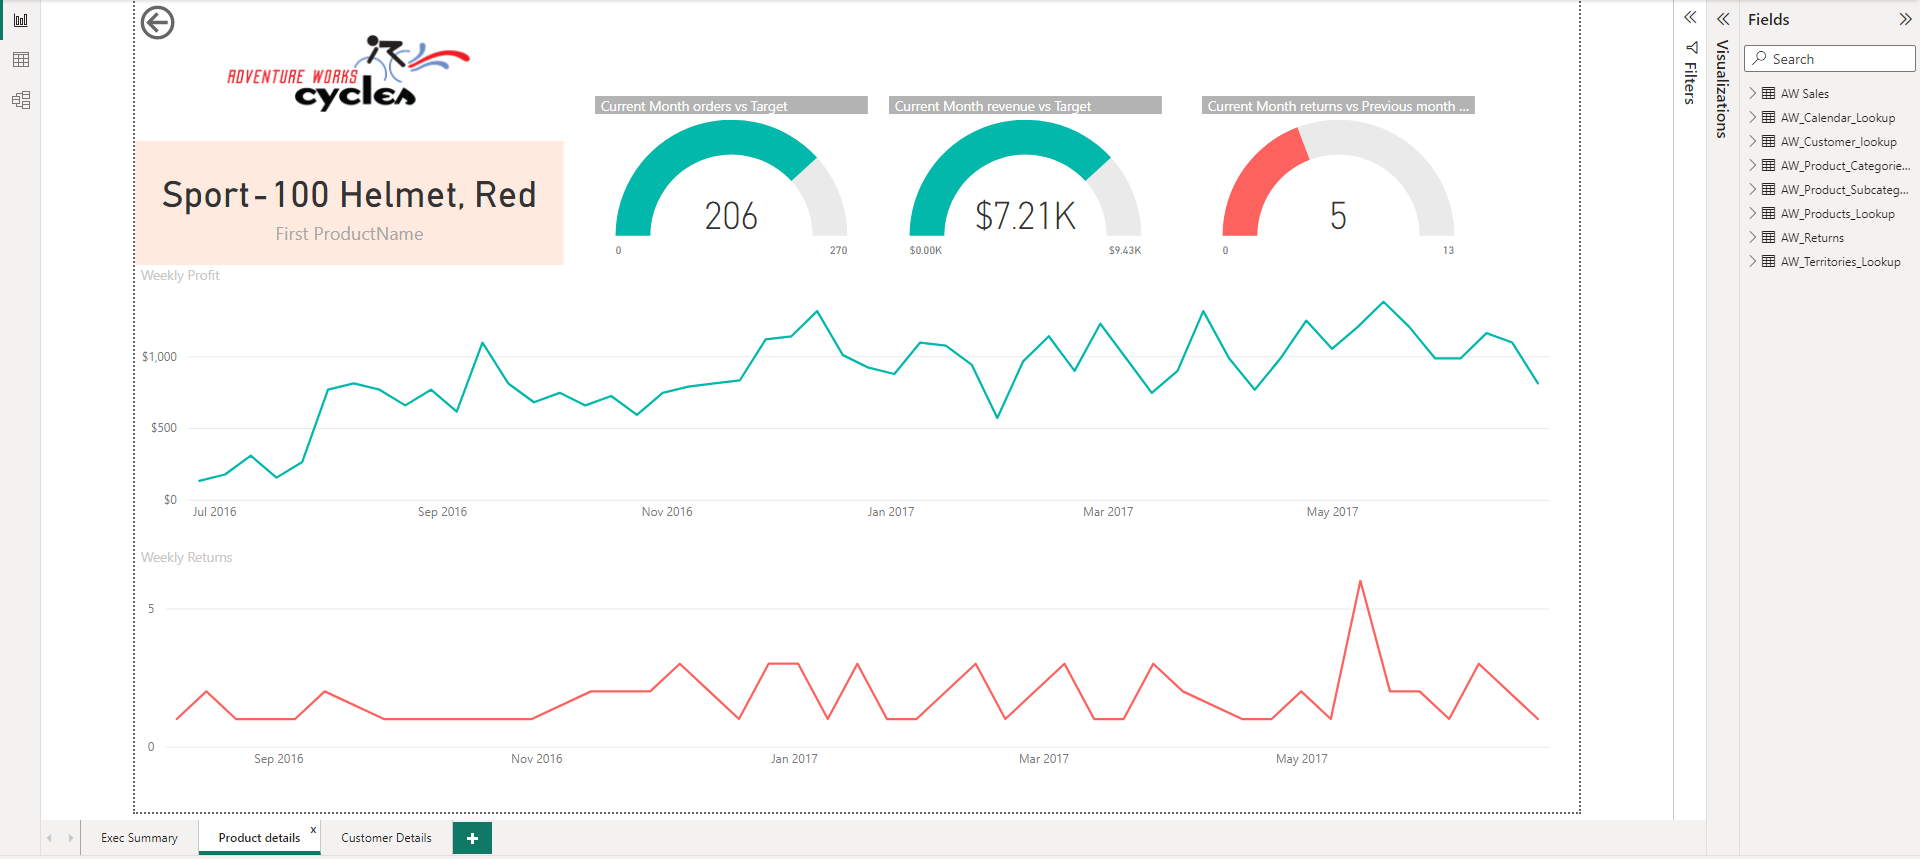 ADVENTURE WORKS
cycles
Sport-100 Helmet, Red
First ProductName
Current Month orders vs Target
206
0
270
Current Month revenue vs Target
$7.21K
$0.00K
$9.43K
Current Month returns vs Previous month ...
5
0
13
Weekly Profit
$1,000
$500
$0
Jul 2016
Sep 2016
Nov 2016
Jan 2017
Mar 2017
May 2017
Weekly Returns
5
0
Sep 2016
Nov 2016
Jan 2017
Mar 2017
May 2017
Exec Summary
Product details
x
Customer Details
+
Filters
Visualizations
Fields
Search
AW Sales
AW_Calendar_Lookup
AW_Customer_lookup
AW_Product_Categorie...
AW_Product_Subcateg...
AW_Products_Lookup
AW_Returns
AW_Territories_Lookup